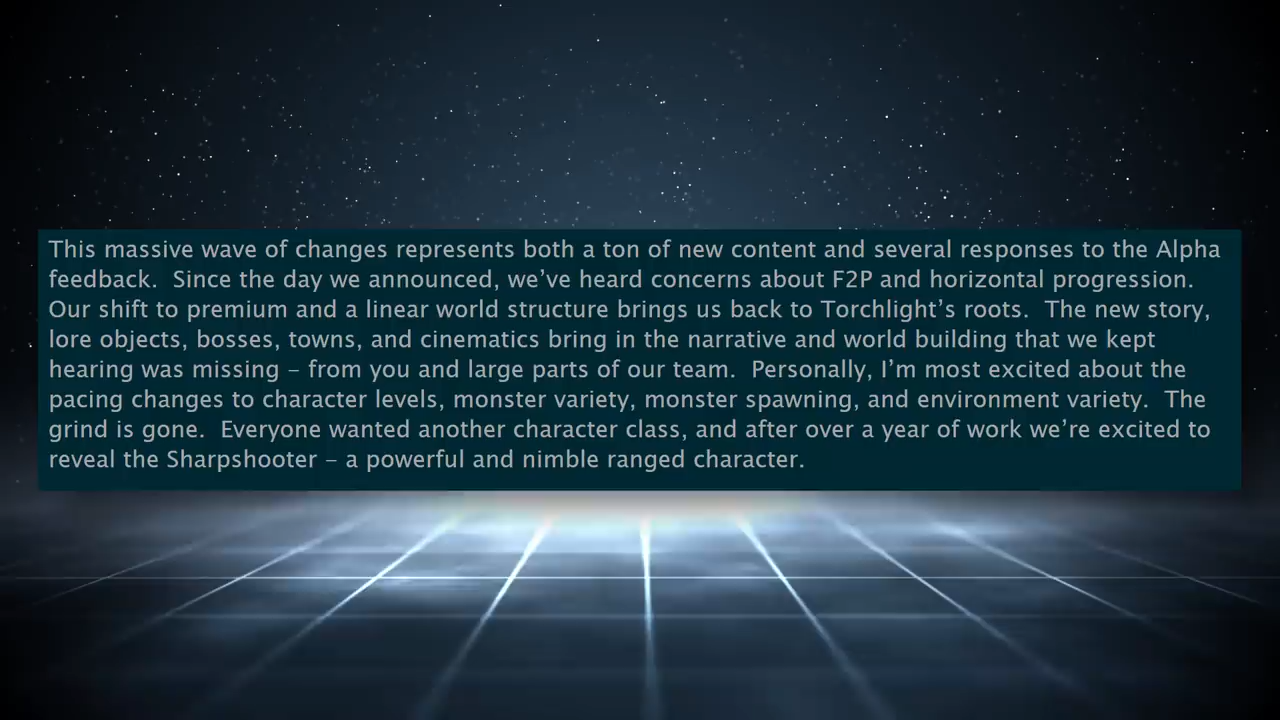 This massive wave of changes represents both a ton of new content and several responses to the Alpha
feedback.  Since the day we announced, we’ve heard concerns about F2P and horizontal progression.
Our shift to premium and a linear world structure brings us back to Torchlight’s roots.  The new story,
lore objects, bosses, towns, and cinematics bring in the narrative and world building that we kept
hearing was missing – from you and large parts of our team.  Personally, I’m most excited about the
pacing changes to character levels, monster variety, monster spawning, and environment variety.  The
grind is gone.  Everyone wanted another character class, and after over a year of work we’re excited to
reveal the Sharpshooter – a powerful and nimble ranged character.